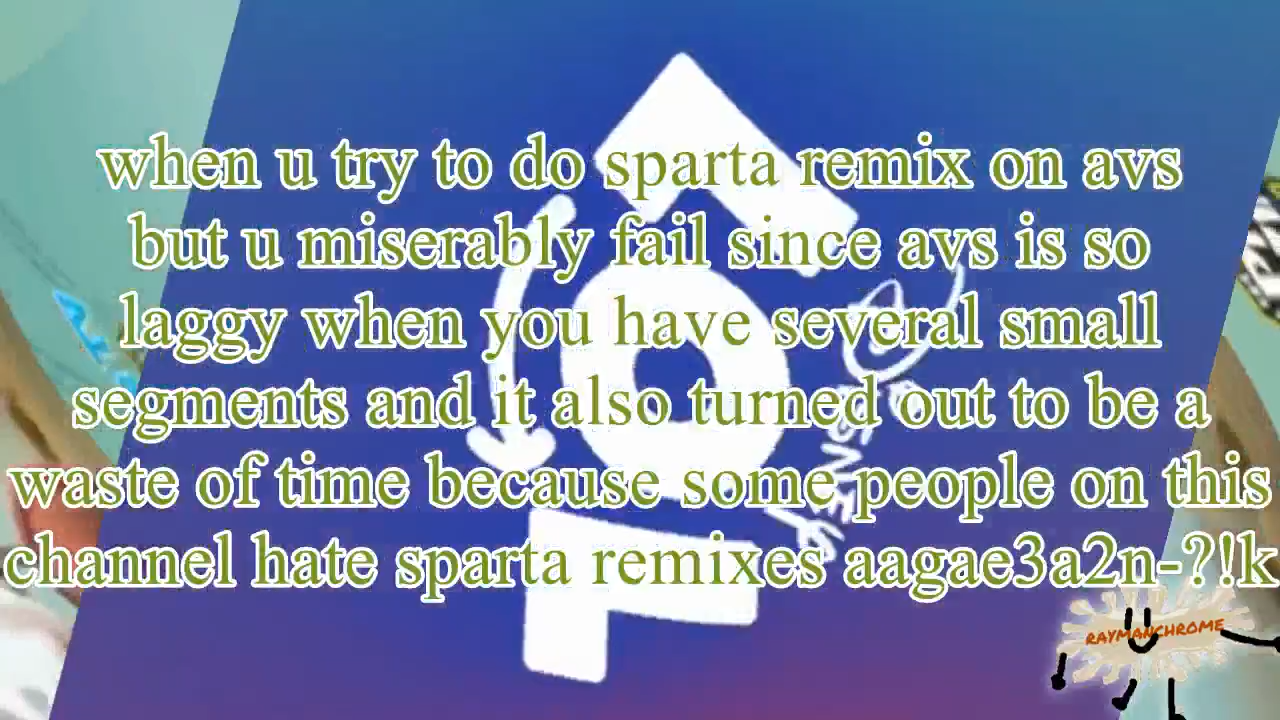 when u try to do sparta remix on avs
but u miserably fail since avs is so
laggy when you have several small
segments and it also turned out to be a
waste of time because some people on this
channel hate sparta remixes aagae3a2n-?!k
Disney
RAYMANCHROME